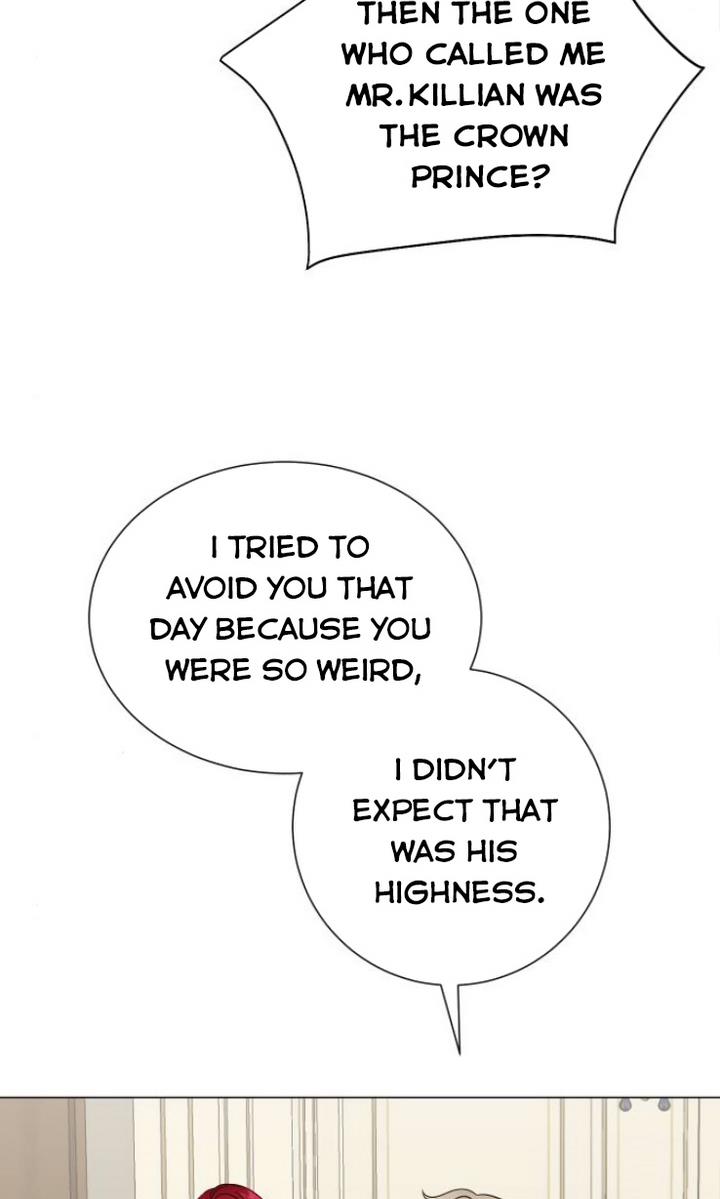 THEN THE ONE
WHO CALLED ME
MR.KILLIAN WAS
THE CROWN
PRINCE?
I TRIED TO
AVOID YOU THAT
DAY BECAUSE YOU
WERE SO WEIRD,
I DIDN'T
EXPECT THAT
WAS HIS
HIGHNESS.